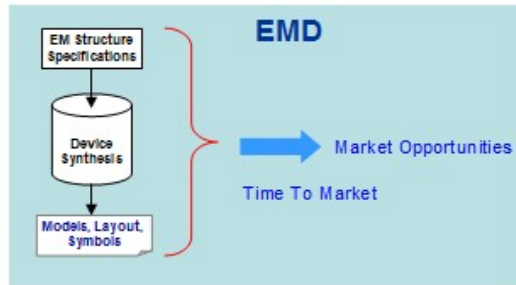 EMD
EM Structure
Specifications
Device
Synthesis
Models, Layout,
Symbols
Market Opportunities
Time To Market